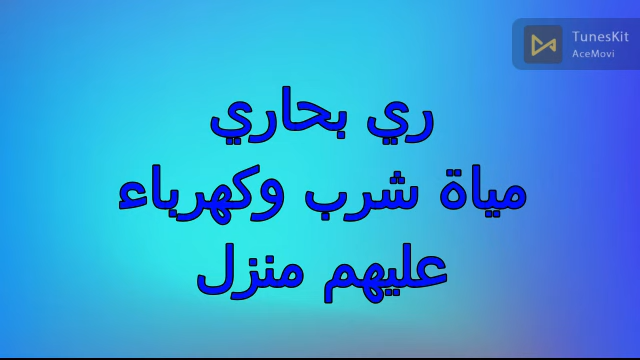 TunesKit
AceMovi
ري بحاري
مياة شرب وكهرباء
عليهم منزل